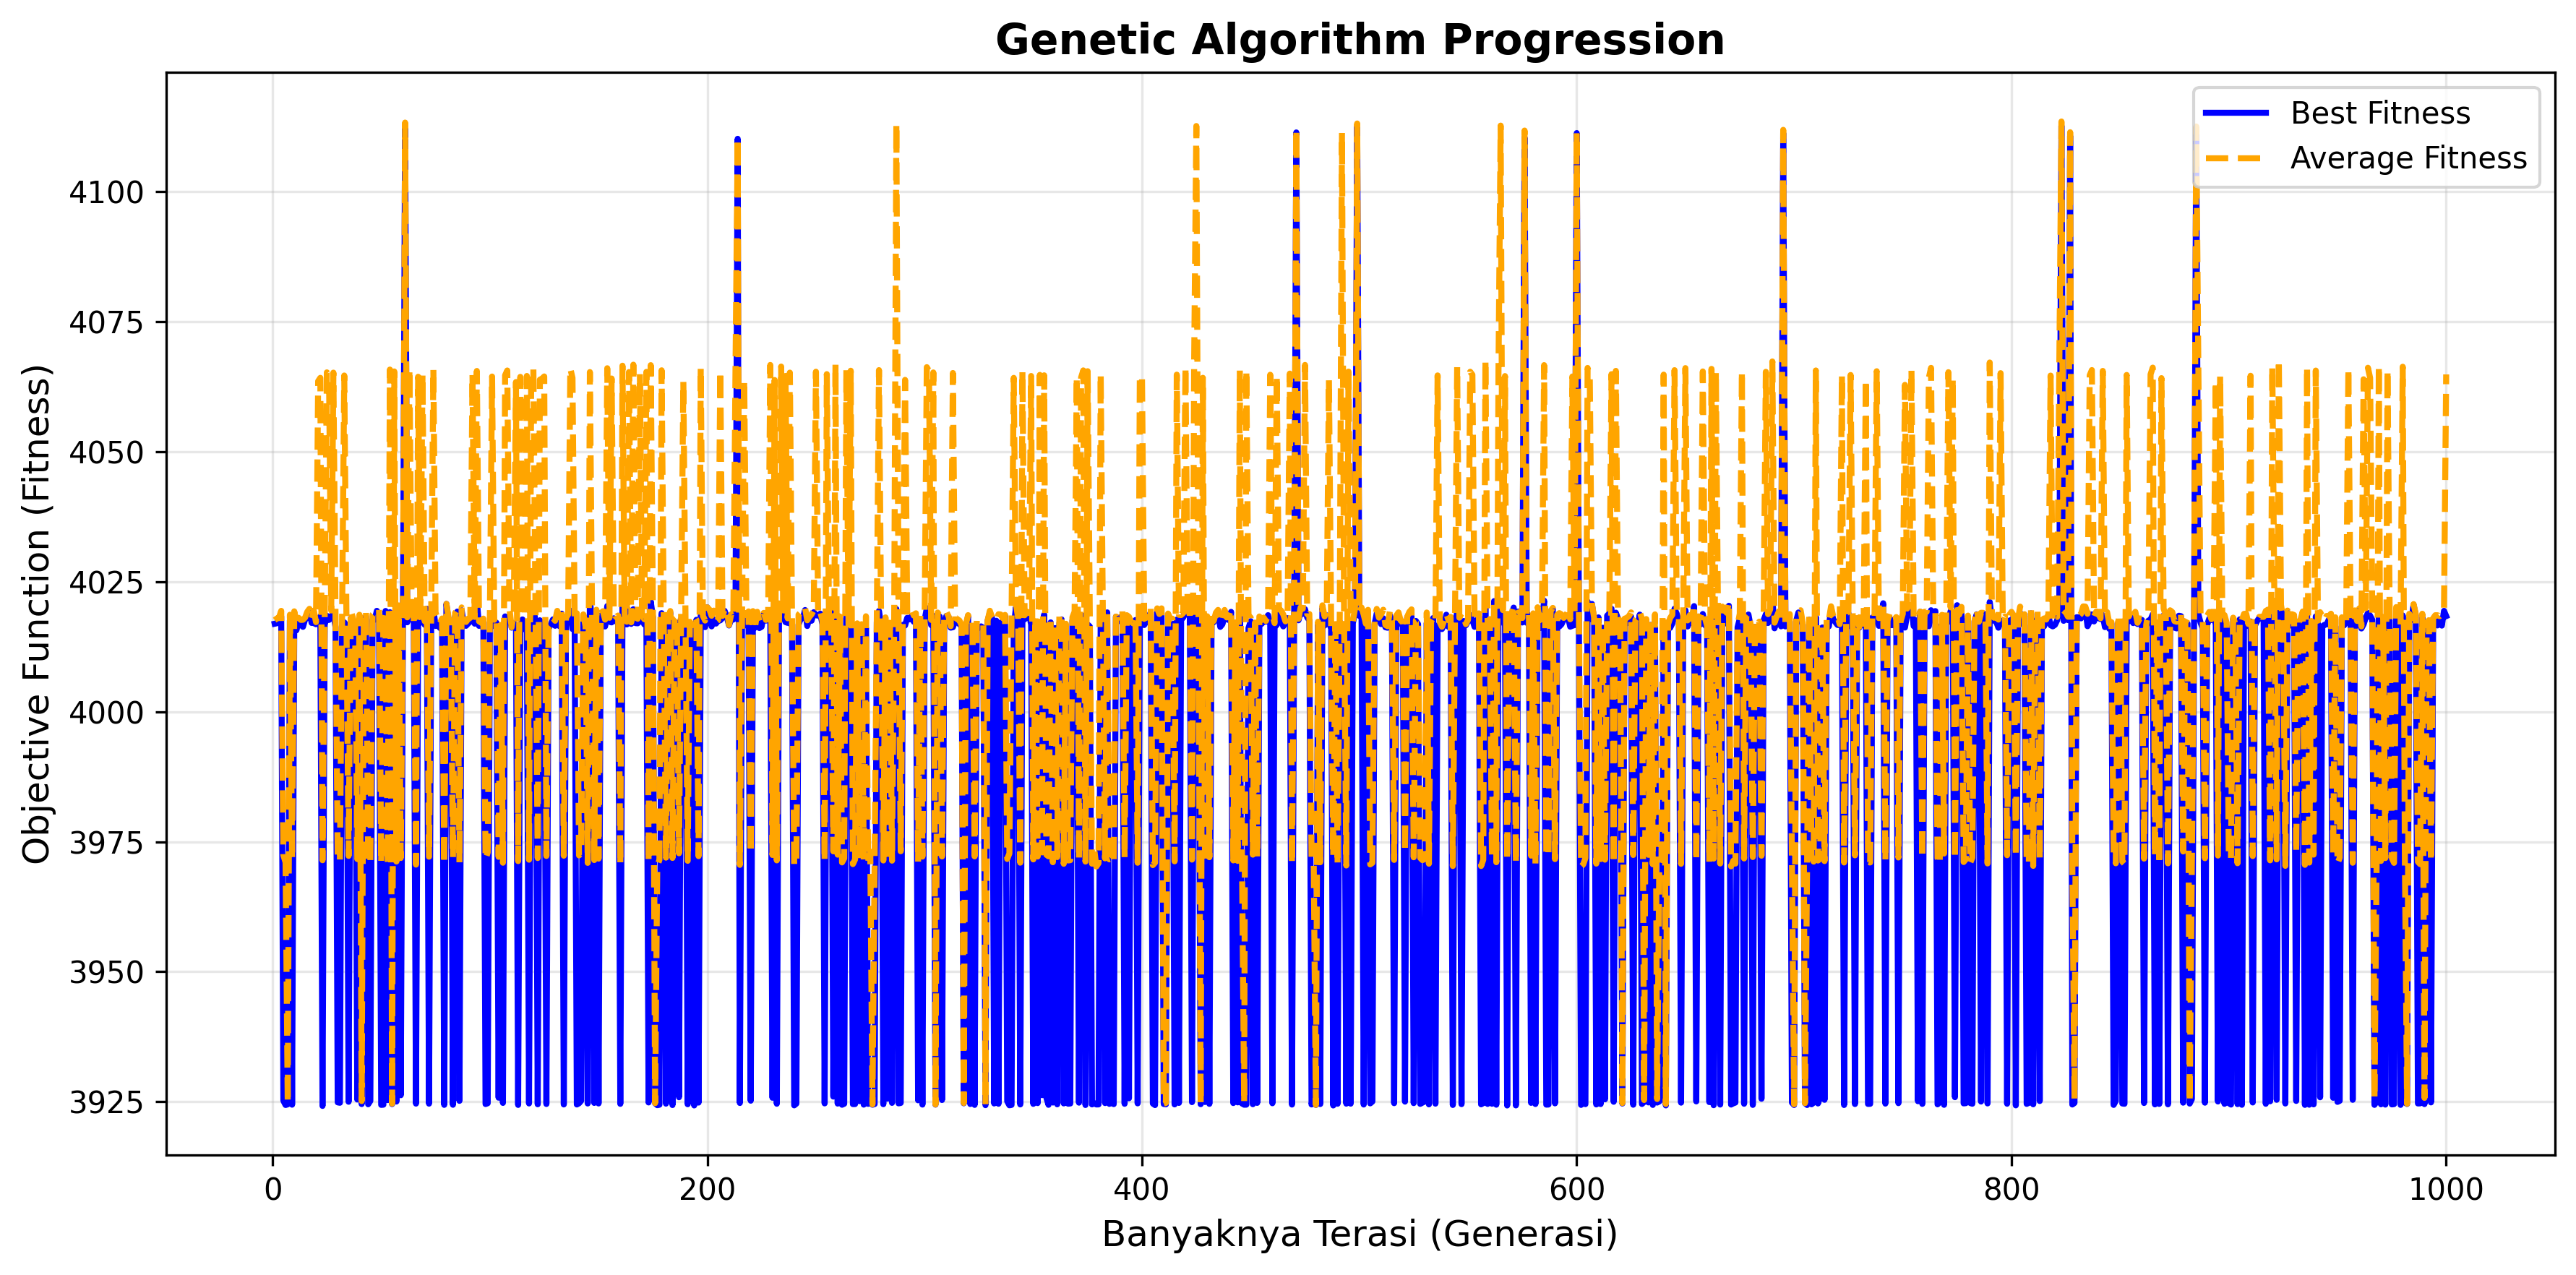 Genetic Algorithm Progression
Best Fitness
Average Fitness
Objective Function (Fitness)
4100
4075
4050
4025
4000
3975
3950
3925
0
200
400
600
800
1000
Banyaknya Terasi (Generasi)